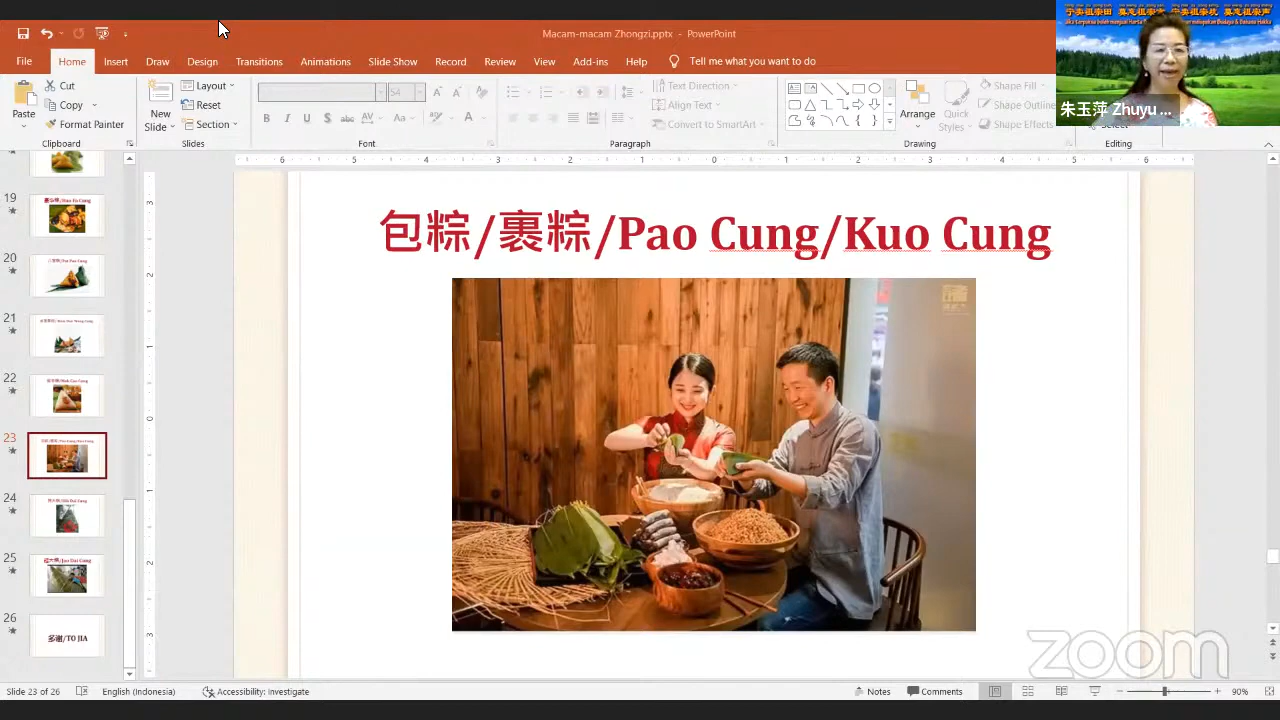 Macam-macam Zhongzi.pptx - PowerPoint
File Home Insert Draw Design Transitions Animations Slide Show Record Review View Add-ins Help Tell me what you want to do
Paste
Cut
Copy
Format Painter
Clipboard
New Slide
Layout
Reset
Section
Slides
54
Font
Text Direction
Align Text
Convert to SmartArt
Paragraph
Arrange
Quick Styles
Shape Fill
Shape Outline
Shape Effects
Drawing
Select
Editing
朱玉萍 Zhuyu ...
19
20
21
22
23
24
25
26
多谢/TO JIA
包粽/裹粽/Pao Cung/Kuo Cung
zoom
Slide 23 of 26 English (Indonesia) Accessibility: Investigate Notes Comments 90%